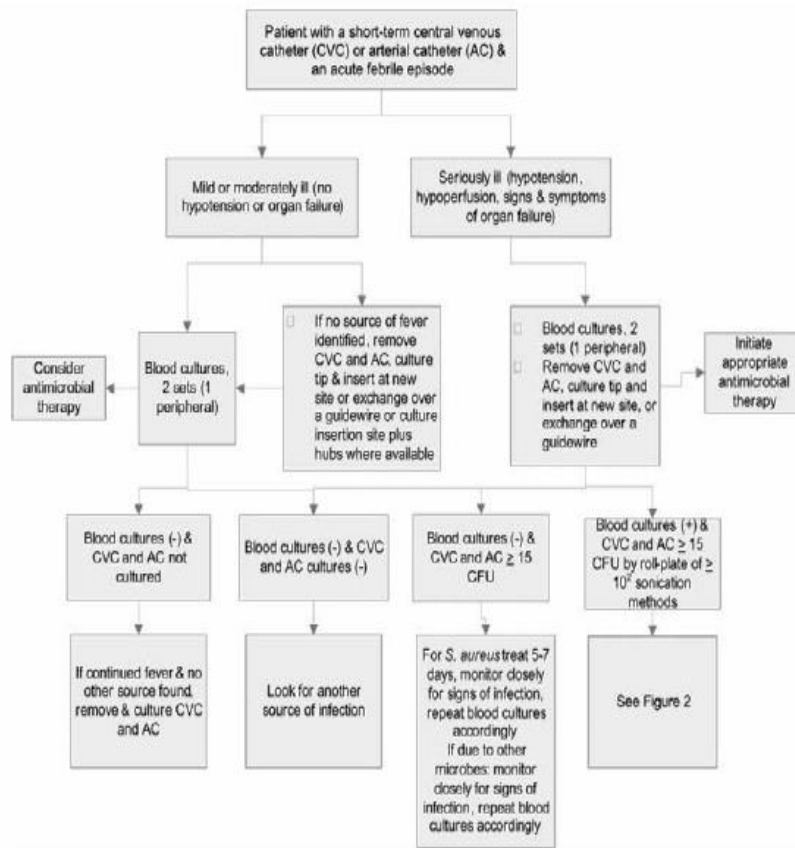 Patient with a short-term central venous
catheter (CVC) or arterial catheter (AC) &
an acute febrile episode
Mild or moderately ill (no
hypotension or organ failure)
Seriously ill (hypotension,
hypoperfusion, signs & symptoms
of organ failure)
Consider
antimicrobial
therapy
Blood cultures,
2 sets (1
peripheral)
If no source of fever
identified, remove
CVC and AC, culture
tip & insert at new
site or exchange over
a guidewire or culture
insertion site plus
hubs where available
Blood cultures, 2
sets (1 peripheral)
Remove CVC and
AC, culture tip and
insert at new site, or
exchange over a
guidewire
Initiate
appropriate
antimicrobial
therapy
Blood cultures (-) &
CVC and AC not
cultured
Blood cultures (-) & CVC
and AC cultures (-)
Blood cultures (-) &
CVC and AC ≥ 15
CFU
Blood cultures (+) &
CVC and AC ≥ 15
CFU by roll-plate of ≥
10² sonication
methods
If continued fever & no
other source found,
remove & culture CVC
and AC
Look for another
source of infection
For S. aureus treat 5-7
days, monitor closely
for signs of infection,
repeat blood cultures
accordingly
If due to other
microbes: monitor
closely for signs of
infection, repeat blood
cultures accordingly
See Figure 2